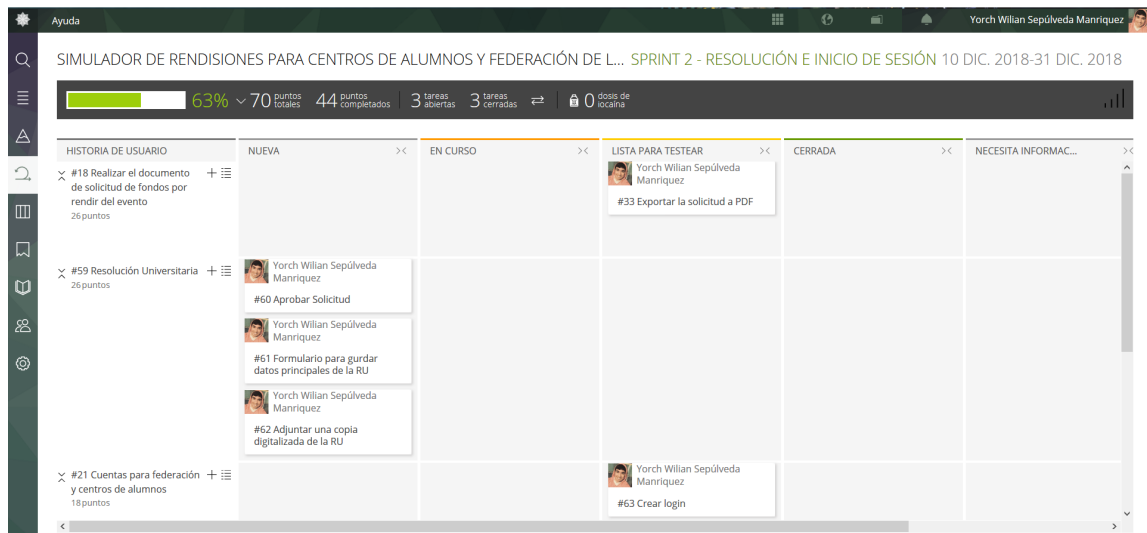 Ayuda
Yorch Wilian Sepúlveda Manriquez
SIMULADOR DE RENDISIONES PARA CENTROS DE ALUMNOS Y FEDERACIÓN DE L... SPRINT 2 - RESOLUCIÓN E INICIO DE SESIÓN 10 DIC. 2018-31 DIC. 2018
63% 70 puntos totales 44 puntos completados 3 tareas abiertas 3 tareas cerradas 0 dosis de iocaína
HISTORIA DE USUARIO NUEVA EN CURSO LISTA PARA TESTEAR CERRADA NECESITA INFORMAC...
#18 Realizar el documento
de solicitud de fondos por
rendir del evento
26 puntos
Yorch Wilian Sepúlveda
Manriquez
#33 Exportar la solicitud a PDF
#59 Resolución Universitaria
26 puntos
Yorch Wilian Sepúlveda
Manriquez
#60 Aprobar Solicitud
Yorch Wilian Sepúlveda
Manriquez
#61 Formulario para gurdar
datos principales de la RU
Yorch Wilian Sepúlveda
Manriquez
#62 Adjuntar una copia
digitalizada de la RU
#21 Cuentas para federación
y centros de alumnos
18 puntos
Yorch Wilian Sepúlveda
Manriquez
#63 Crear login